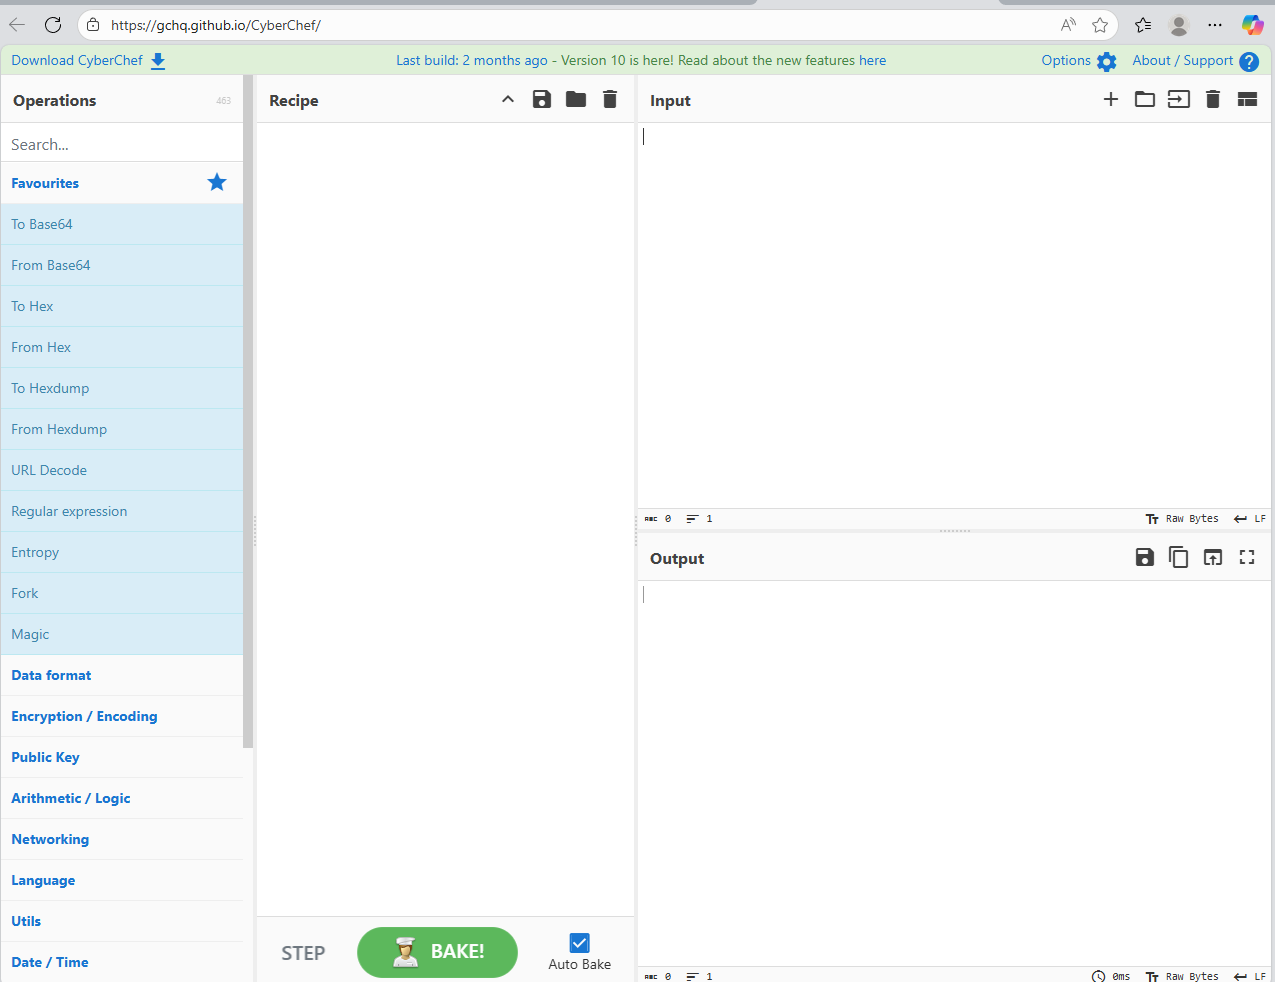 https://gchq.github.io/CyberChef/
Download CyberChef
Last build: 2 months ago - Version 10 is here! Read about the new features here
Options
About / Support
Operations
463
Search...
Favourites
To Base64
From Base64
To Hex
From Hex
To Hexdump
From Hexdump
URL Decode
Regular expression
Entropy
Fork
Magic
Data format
Encryption / Encoding
Public Key
Arithmetic / Logic
Networking
Language
Utils
Date / Time
Recipe
STEP
BAKE!
Auto Bake
Input
ABC 0
1
Raw Bytes
LF
Output
ABC 0
1
0ms
Raw Bytes
LF